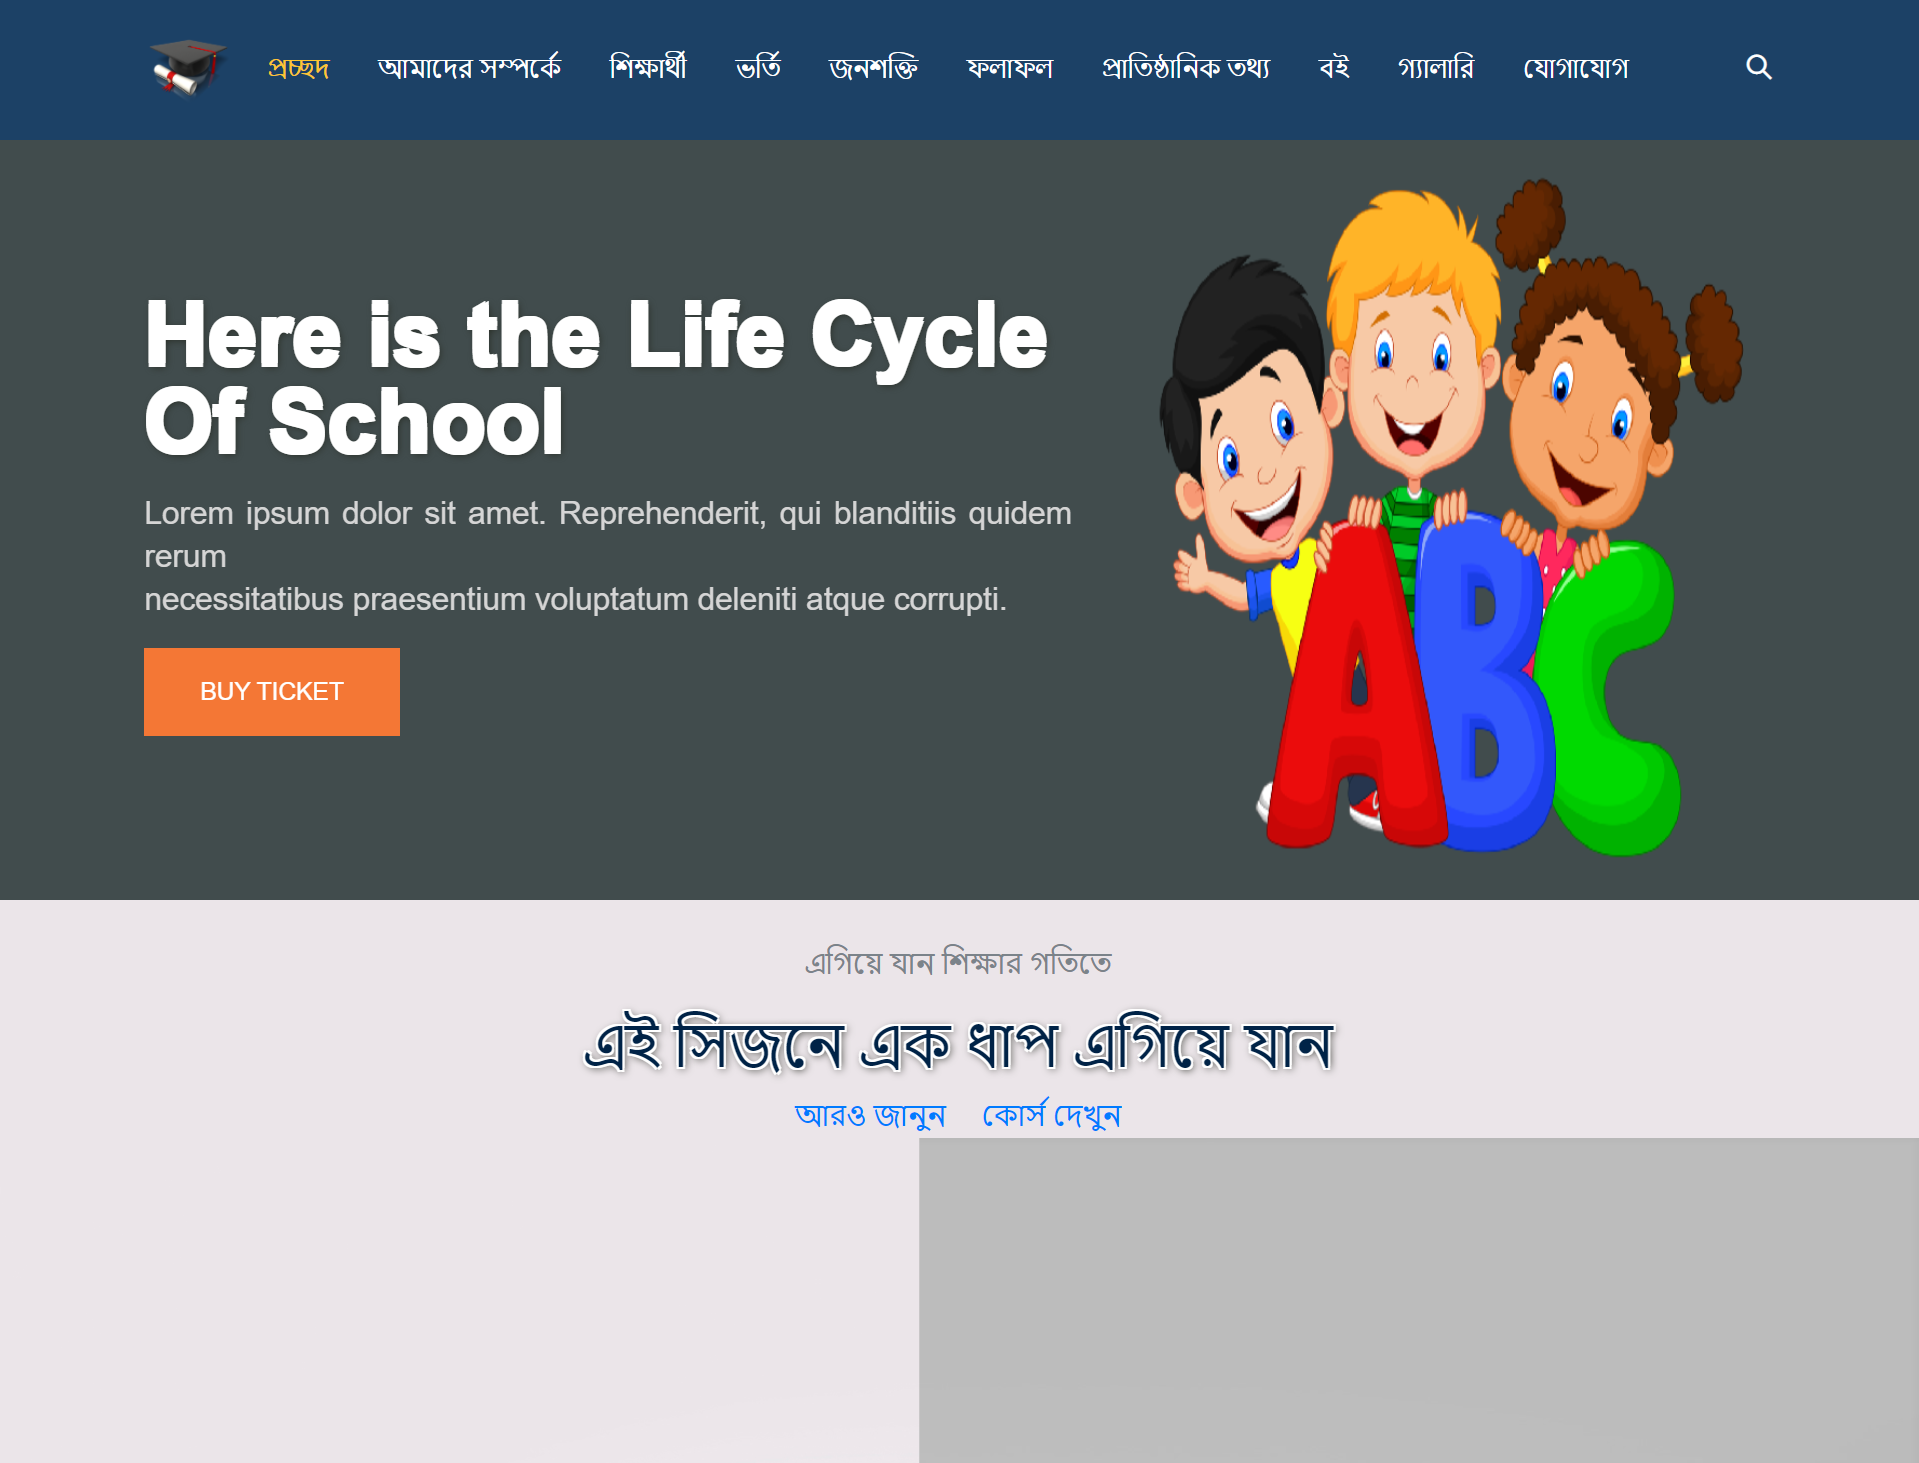 প্রচ্ছদ আমাদের সম্পর্কে শিক্ষার্থী ভর্তি জনশক্তি ফলাফল প্রাতিষ্ঠানিক তথ্য বই গ্যালারি যোগাযোগ
Here is the Life Cycle
Of School
Lorem ipsum dolor sit amet. Reprehenderit, qui blanditiis quidem
rerum
necessitatibus praesentium voluptatum deleniti atque corrupti.
BUY TICKET
ABC
এগিয়ে যান শিক্ষার গতিতে
এই সিজনে এক ধাপ এগিয়ে যান
আরও জানুন কোর্স দেখুন